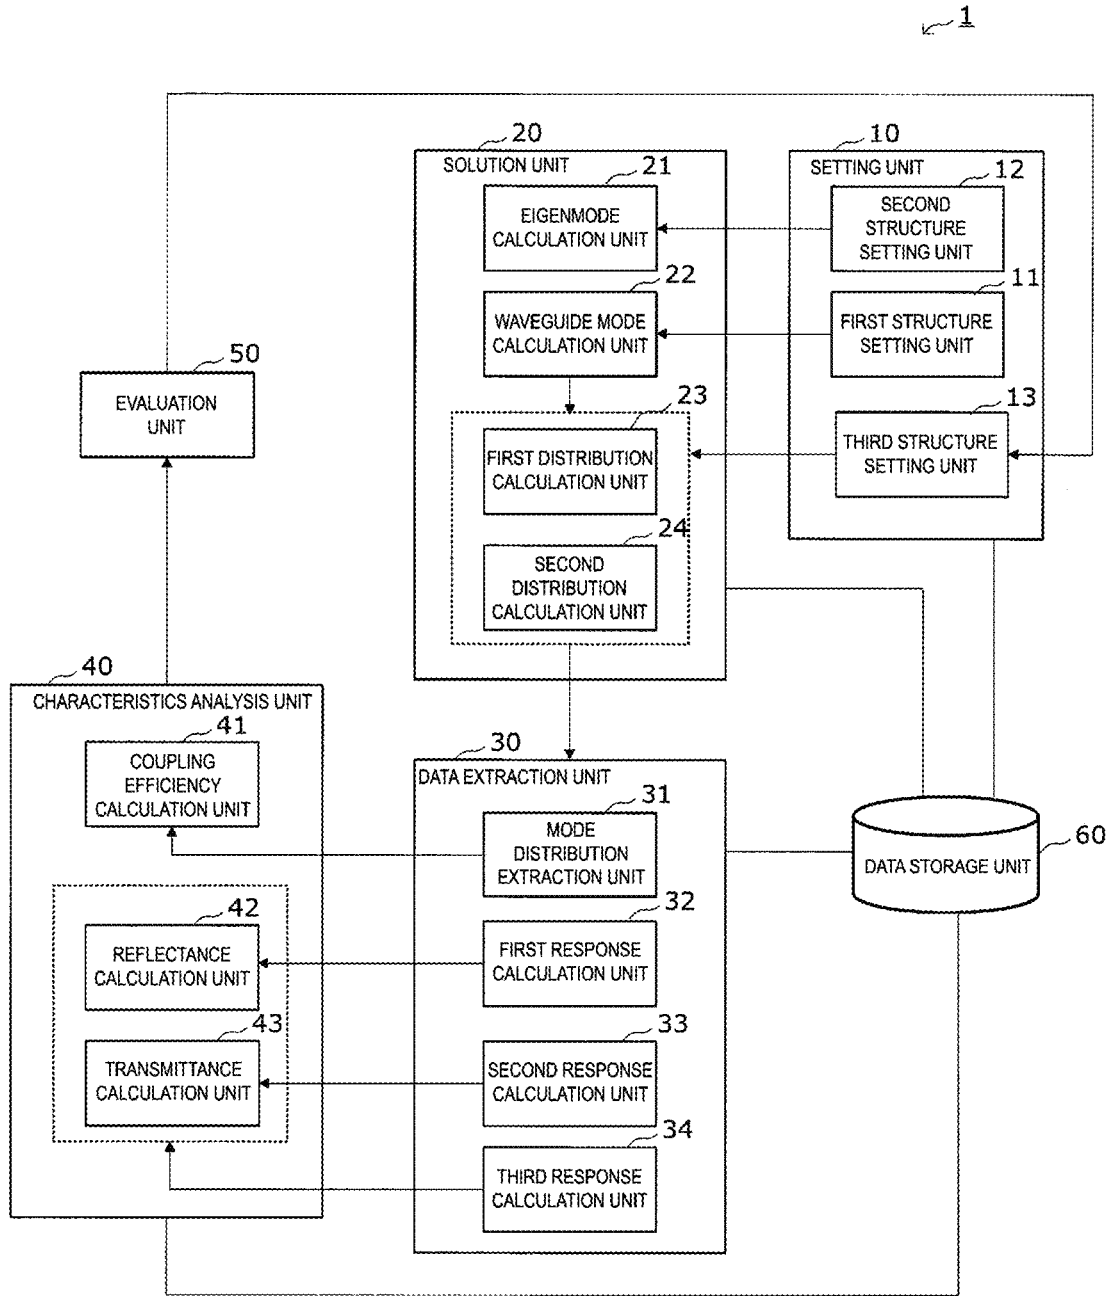 1
20
SOLUTION UNIT
21
EIGENMODE
CALCULATION UNIT
22
WAVEGUIDE MODE
CALCULATION UNIT
23
FIRST DISTRIBUTION
CALCULATION UNIT
24
SECOND
DISTRIBUTION
CALCULATION UNIT
10
SETTING UNIT
12
SECOND
STRUCTURE
SETTING UNIT
11
FIRST STRUCTURE
SETTING UNIT
13
THIRD STRUCTURE
SETTING UNIT
50
EVALUATION
UNIT
40
CHARACTERISTICS ANALYSIS UNIT
41
COUPLING
EFFICIENCY
CALCULATION UNIT
42
REFLECTANCE
CALCULATION UNIT
43
TRANSMITTANCE
CALCULATION UNIT
30
DATA EXTRACTION UNIT
31
MODE
DISTRIBUTION
EXTRACTION UNIT
32
FIRST RESPONSE
CALCULATION UNIT
33
SECOND RESPONSE
CALCULATION UNIT
34
THIRD RESPONSE
CALCULATION UNIT
60
DATA STORAGE UNIT